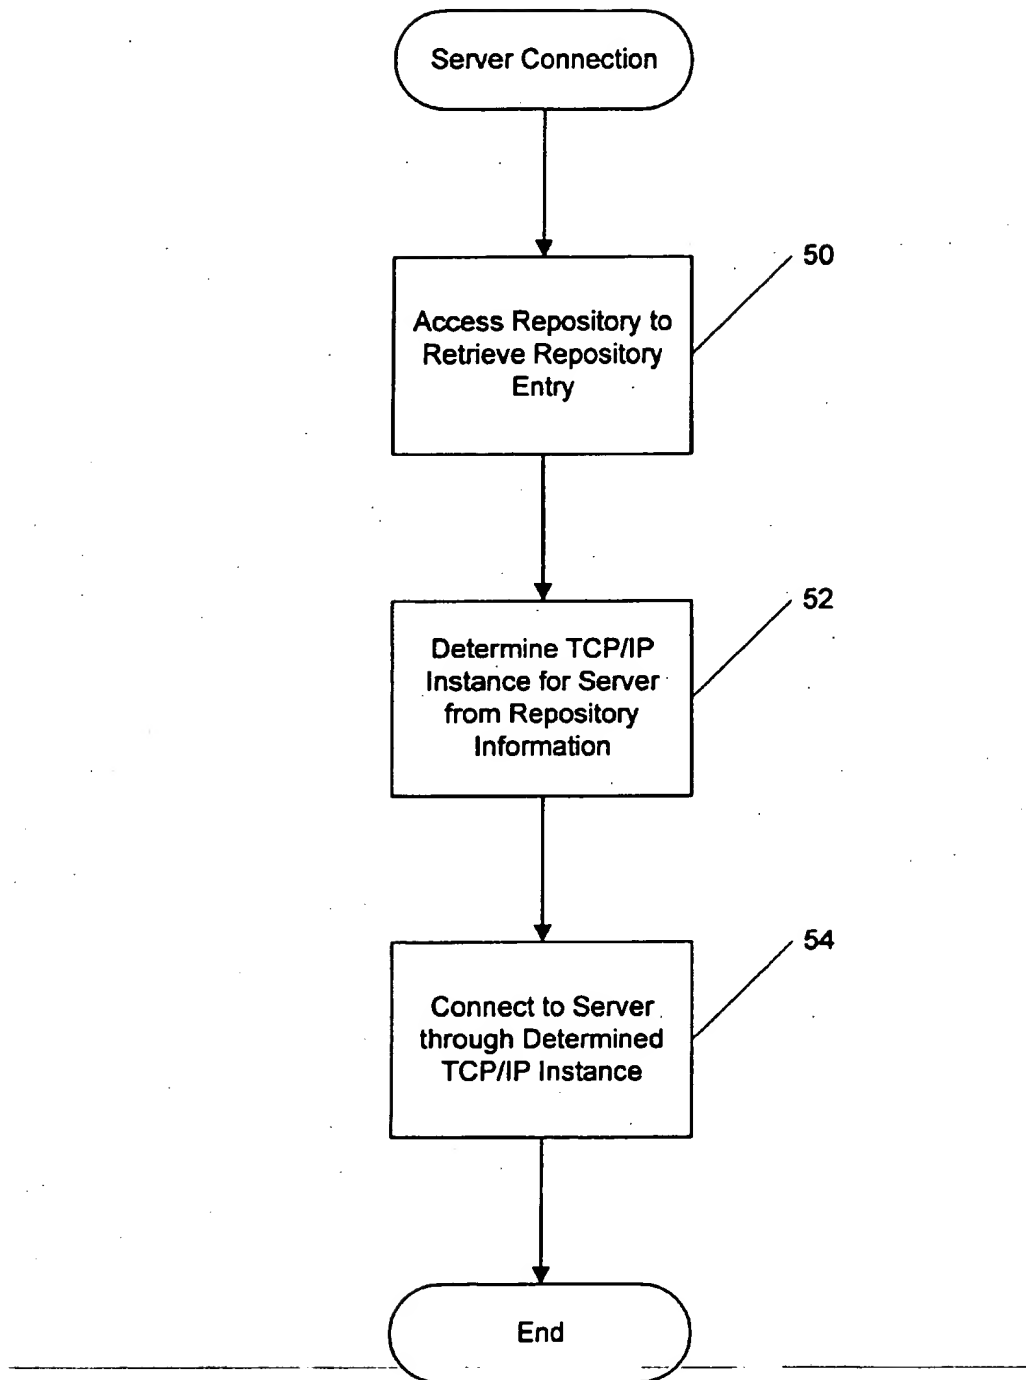 Server Connection
50
Access Repository to
Retrieve Repository
Entry
52
Determine TCP/IP
Instance for Server
from Repository
Information
54
Connect to Server
through Determined
TCP/IP Instance
End